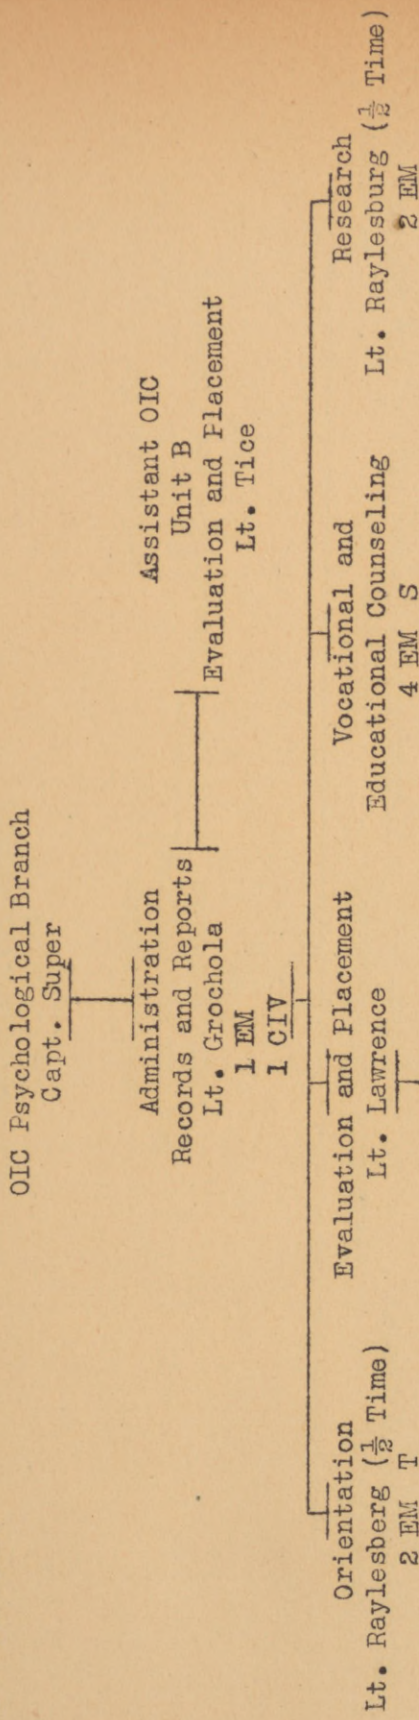 OIC Psychological Branch
Capt. Super
Administration
Records and Reports
Lt. Grochola
1 EM
1 CIV
Assistant OIC
Unit B
Evaluation and Placement
Lt. Tice
Orientation
Lt. Raylesberg (½ Time)
2 EM T
Evaluation and Placement
Lt. Lawrence
Vocational and
Educational Counseling
4 EM S
Research
Lt. Raylesburg (½ Time)
2 EM